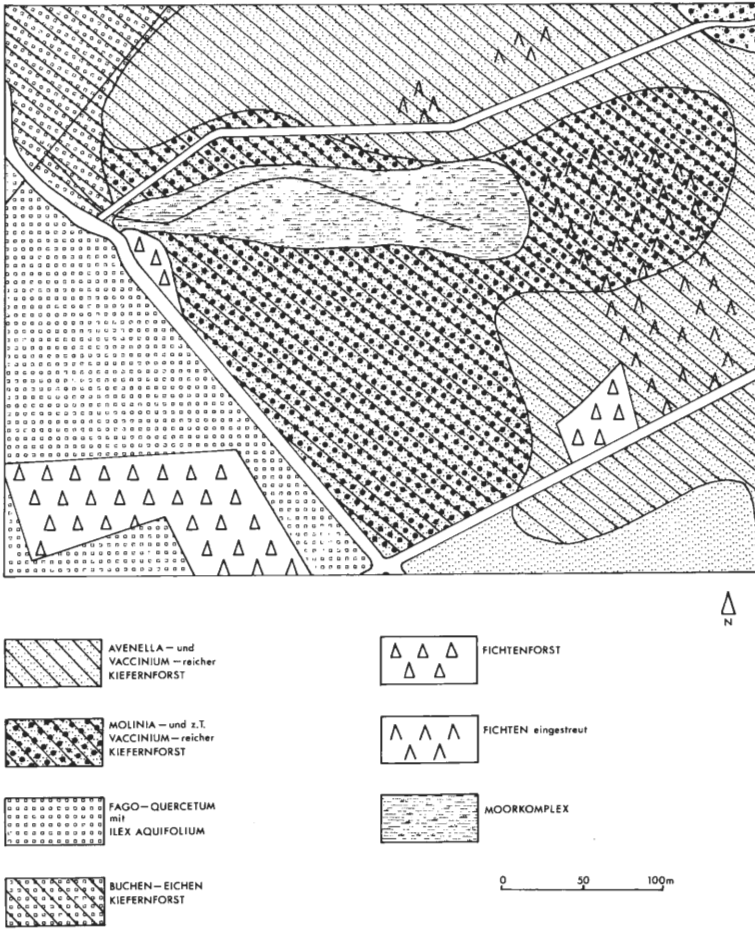 N
AVENELLA – und
VACCINIUM – reicher
KIEFERNFORST
MOLINIA – und z.T.
VACCINIUM – reicher
KIEFERNFORST
FAGO – QUERCETUM
mit
ILEX AQUIFOLIUM
BUCHEN – EICHEN
KIEFERNFORST
FICHTENFORST
FICHTEN eingestreut
MOORKOMPLEX
0 50 100m